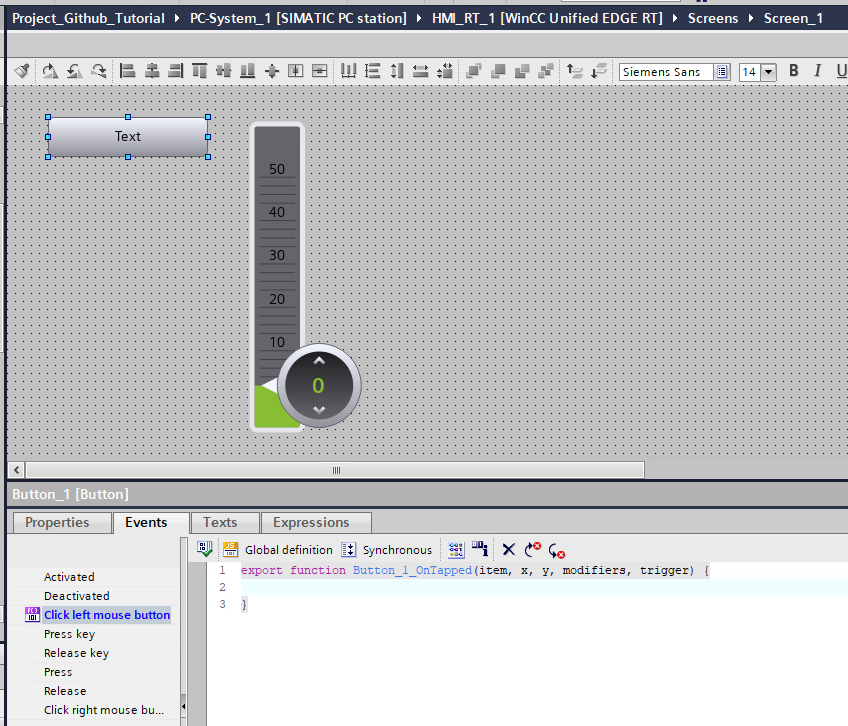 Project_Github_Tutorial PC-System_1 [SIMATIC PC station] HMI_RT_1 [WinCC Unified EDGE RT] Screens Screen_1
Siemens Sans 14 B I U
Text
50
40
30
20
10
0
Button_1 [Button]
Properties Events Texts Expressions
Global definition Synchronous
Activated
Deactivated
Click left mouse button
Press key
Release key
Press
Release
Click right mouse bu...
1 export function Button_1_OnTapped(item, x, y, modifiers, trigger) {
2
3 }